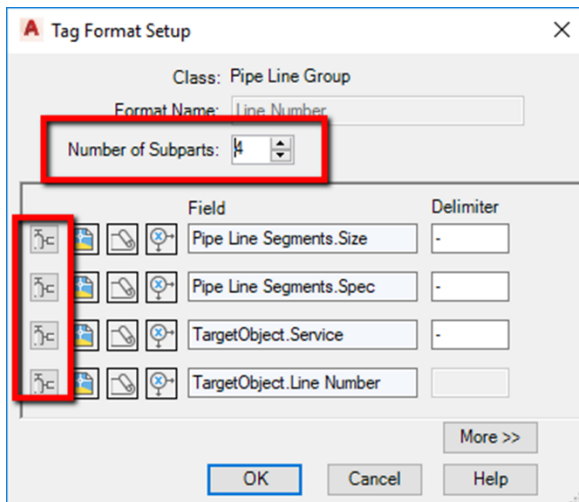 Tag Format Setup
Class: Pipe Line Group
Format Name: Line Number
Number of Subparts: 4
Field Delimiter
Pipe Line Segments.Size -
Pipe Line Segments.Spec -
TargetObject.Service -
TargetObject.Line Number
More >>
OK Cancel Help